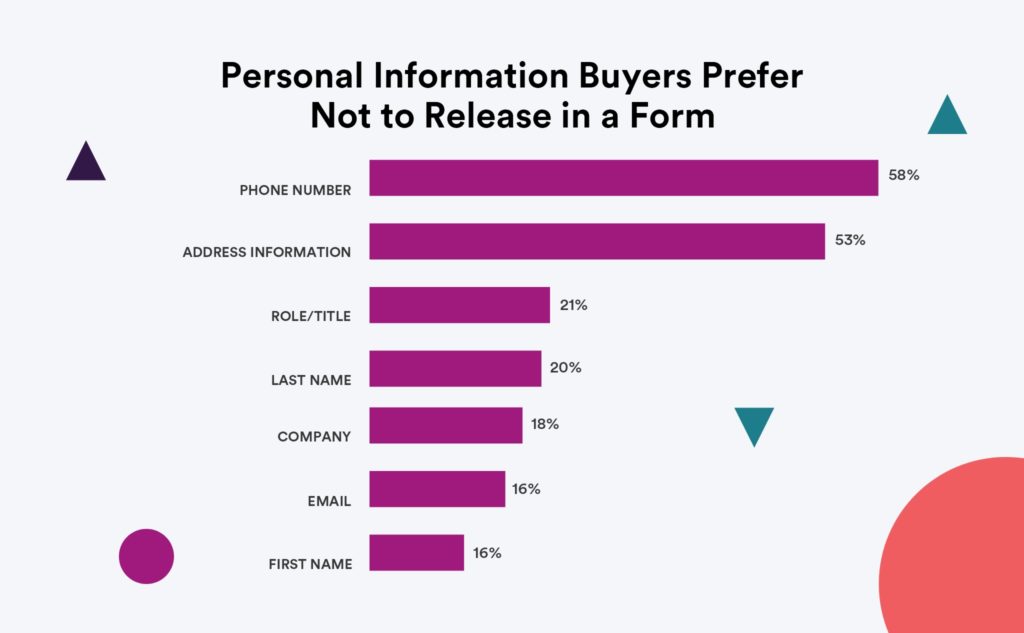 Personal Information Buyers Prefer
Not to Release in a Form
PHONE NUMBER 58%
ADDRESS INFORMATION 53%
ROLE/TITLE 21%
LAST NAME 20%
COMPANY 18%
EMAIL 16%
FIRST NAME 16%